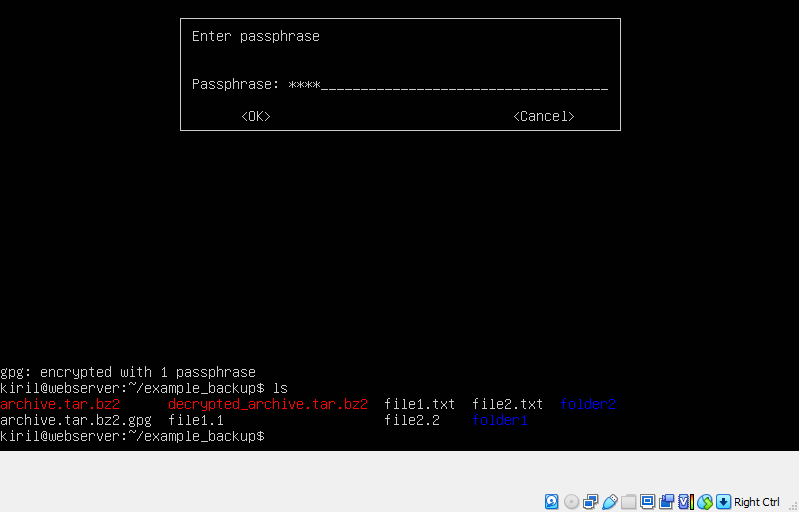 Enter passphrase
Passphrase: ****____________________________________
<OK> <Cancel>
gpg: encrypted with 1 passphrase
kiril@webserver:~/example_backup$ ls
archive.tar.bz2 decrypted_archive.tar.bz2 file1.txt file2.txt folder2
archive.tar.bz2.gpg file1.1 file2.2 folder1
kiril@webserver:~/example_backup$
Right Ctrl